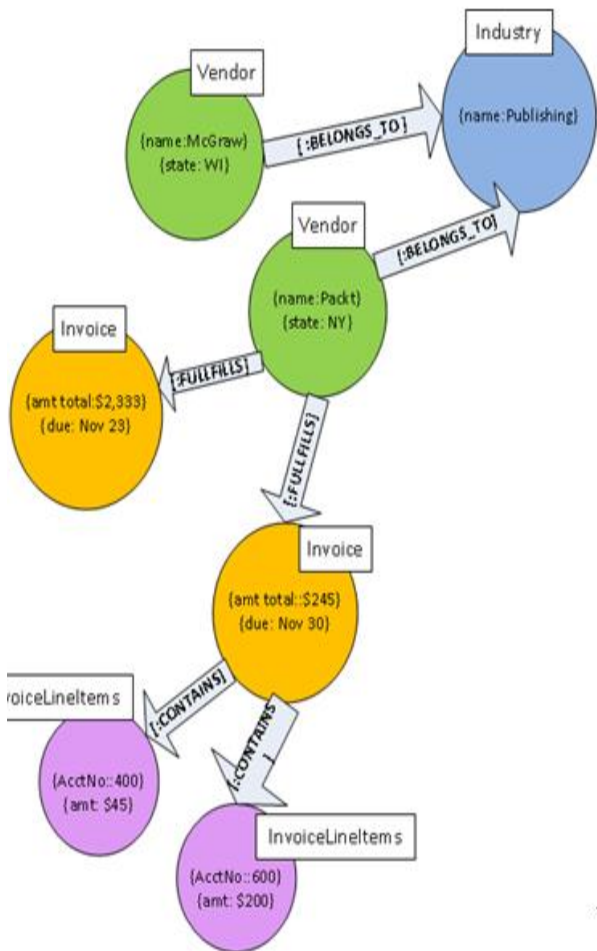 Industry
Vendor
{name:McGraw}
{state: WI}
[:BELONGS_TO]
{name:Publishing}
Vendor
[:BELONGS_TO]
{name:Packt}
{state: NY}
Invoice
[:FULLFILLS]
{amt total:$2,333}
{due: Nov 23}
[:FULLFILLS]
Invoice
{amt total::$245}
{due: Nov 30}
voiceLineItems
[:CONTAINS]
[:CONTAINS
]
{AcctNo::400}
{amt: $45}
InvoiceLineItems
{AcctNo::600}
{amt: $200}